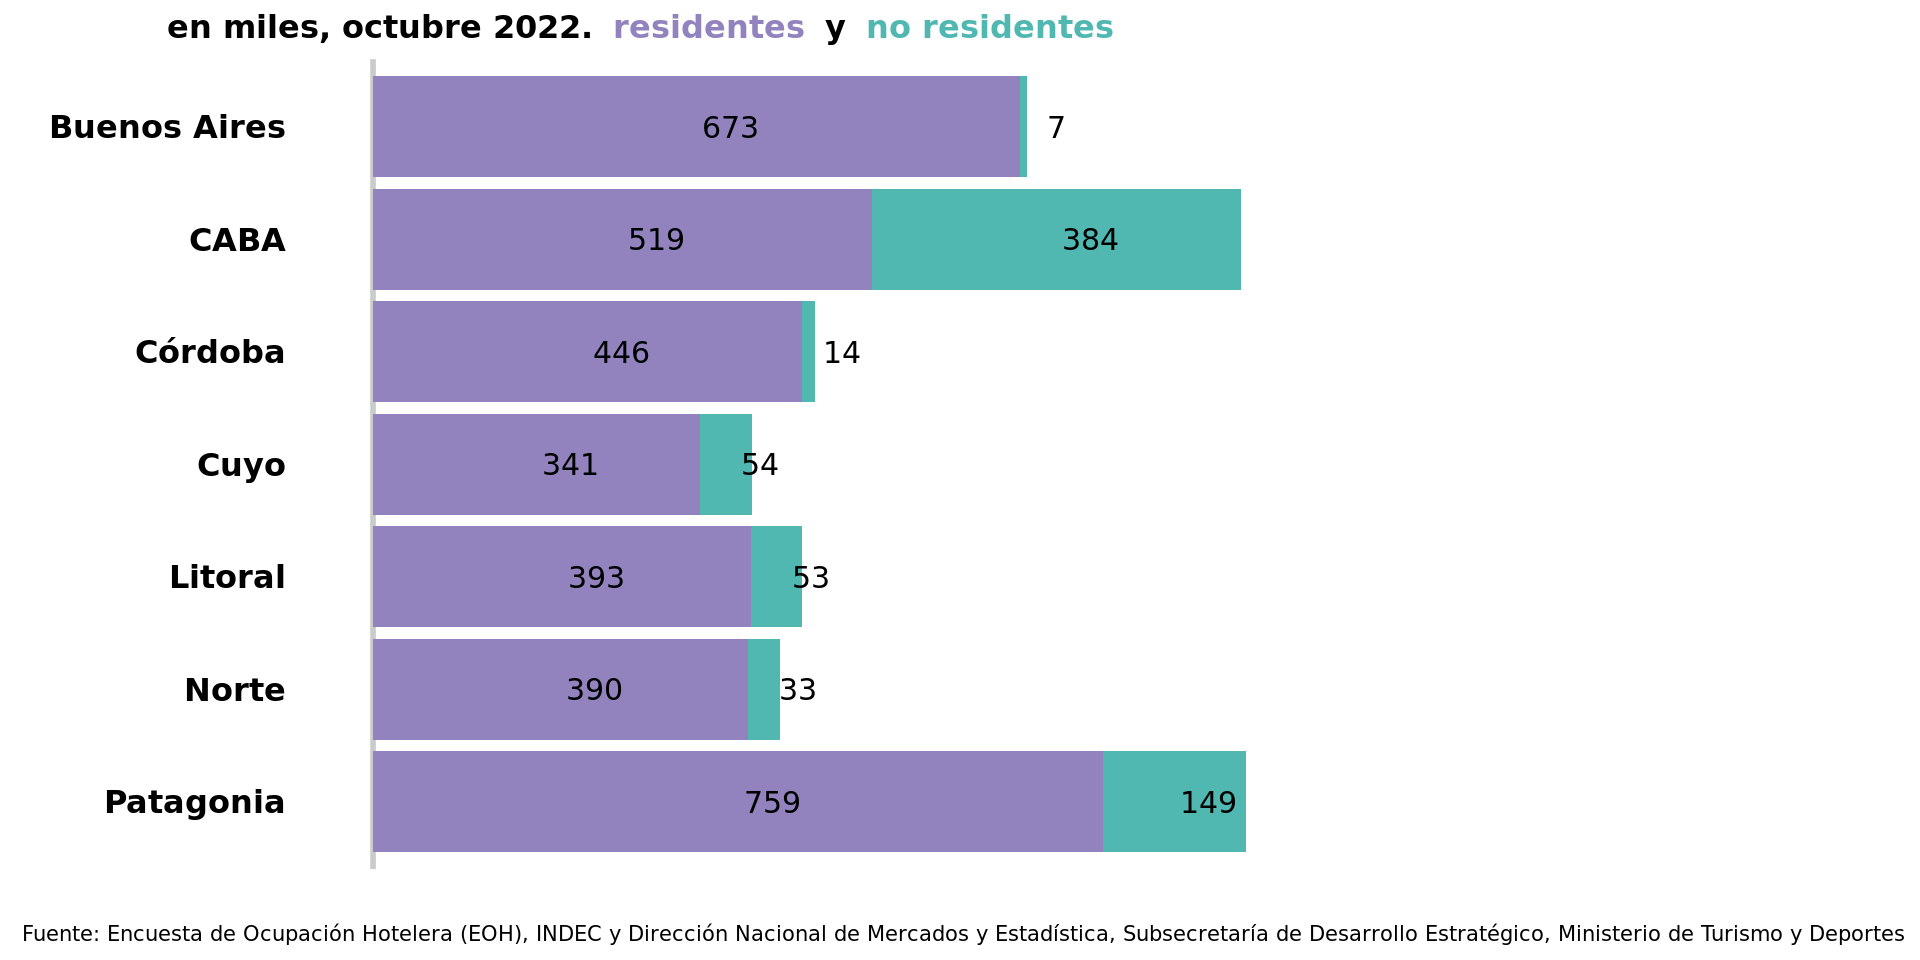 en miles, octubre 2022. residentes y no residentes
Buenos Aires 673 7
CABA 519 384
Córdoba 446 14
Cuyo 341 54
Litoral 393 53
Norte 390 33
Patagonia 759 149
Fuente: Encuesta de Ocupación Hotelera (EOH), INDEC y Dirección Nacional de Mercados y Estadística, Subsecretaría de Desarrollo Estratégico, Ministerio de Turismo y Deportes